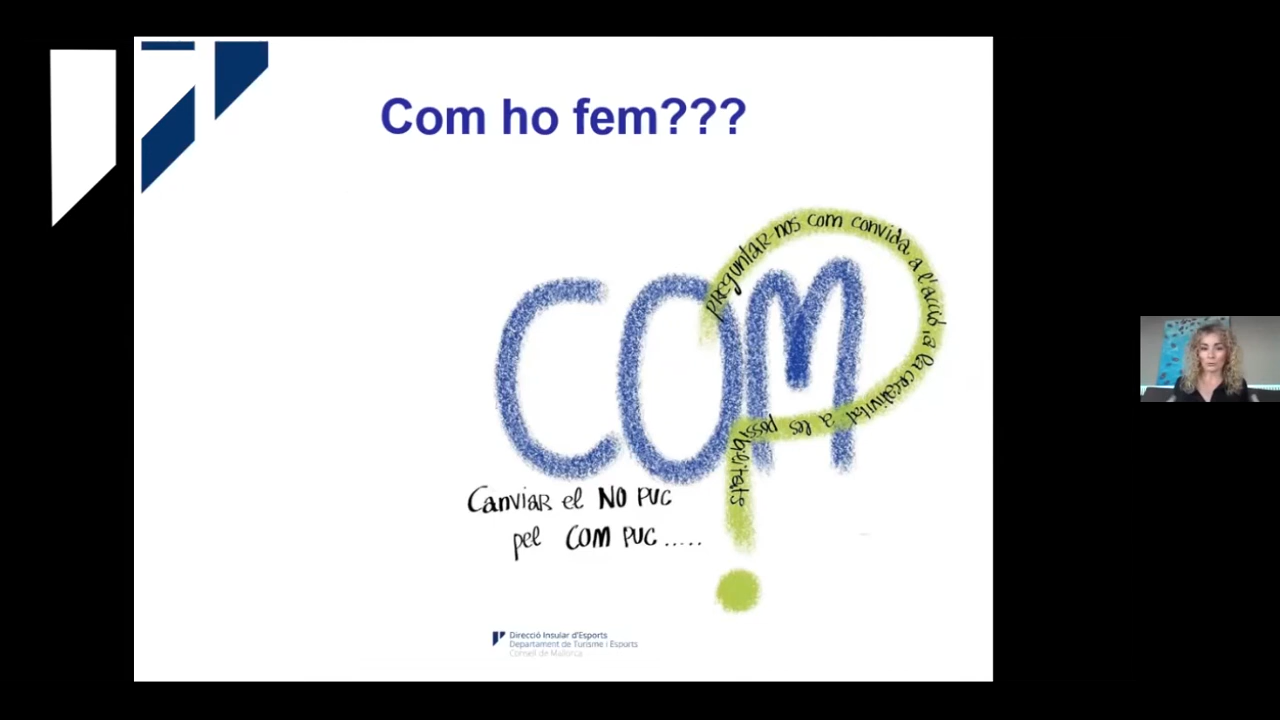 Com ho fem???
COM
preguntar-nos com convida a l'acció, a la creativitat a les possibilitats
Canviar el NO PUC
pel COM PUC.....
Direcció Insular d'Esports
Departament de Turisme i Esports
Consell de Mallorca